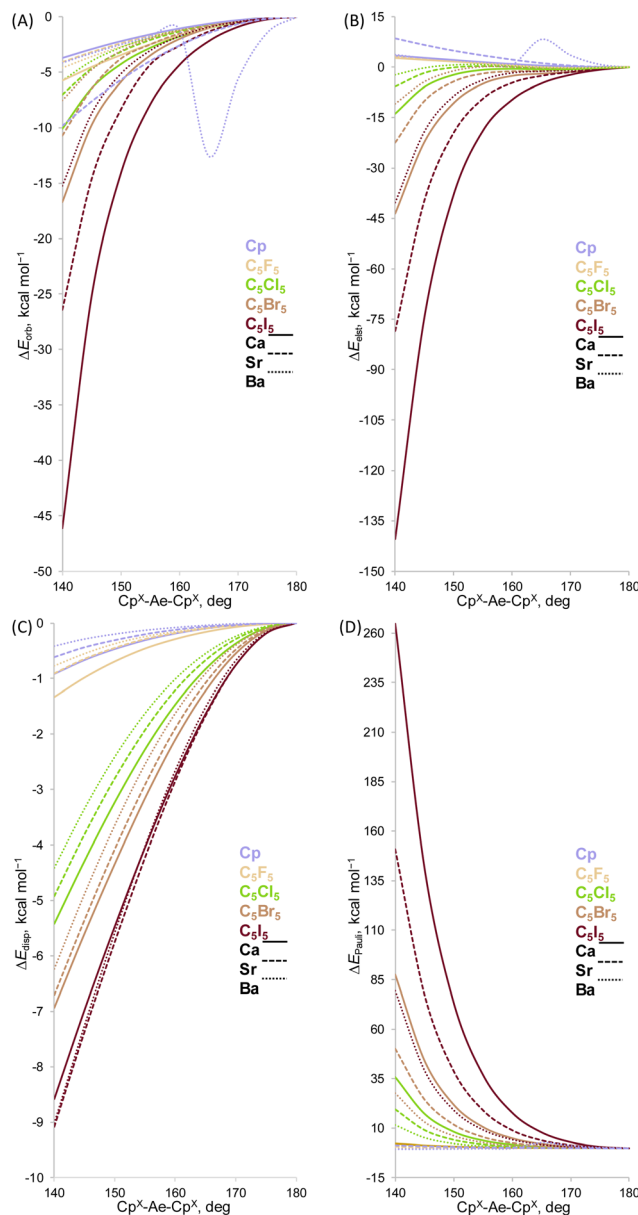 (A)
0
-5
-10
-15
-20
-25
-30
-35
-40
-45
-50
ΔE_orb, kcal mol⁻¹
Cp
C₅F₅
C₅Cl₅
C₅Br₅
C₅I₅
Ca
Sr
Ba
140 150 160 170 180
Cpˣ-Ae-Cpˣ, deg
(B)
15
0
-15
-30
-45
-60
-75
-90
-105
-120
-135
-150
ΔE_elst, kcal mol⁻¹
Cp
C₅F₅
C₅Cl₅
C₅Br₅
C₅I₅
Ca
Sr
Ba
140 150 160 170 180
Cpˣ-Ae-Cpˣ, deg
(C)
0
-1
-2
-3
-4
-5
-6
-7
-8
-9
-10
ΔE_disp, kcal mol⁻¹
Cp
C₅F₅
C₅Cl₅
C₅Br₅
C₅I₅
Ca
Sr
Ba
140 150 160 170 180
Cpˣ-Ae-Cpˣ, deg
(D)
260
235
210
185
160
135
110
85
60
35
10
-15
ΔE_Pauli, kcal mol⁻¹
Cp
C₅F₅
C₅Cl₅
C₅Br₅
C₅I₅
Ca
Sr
Ba
140 150 160 170 180
Cpˣ-Ae-Cpˣ, deg